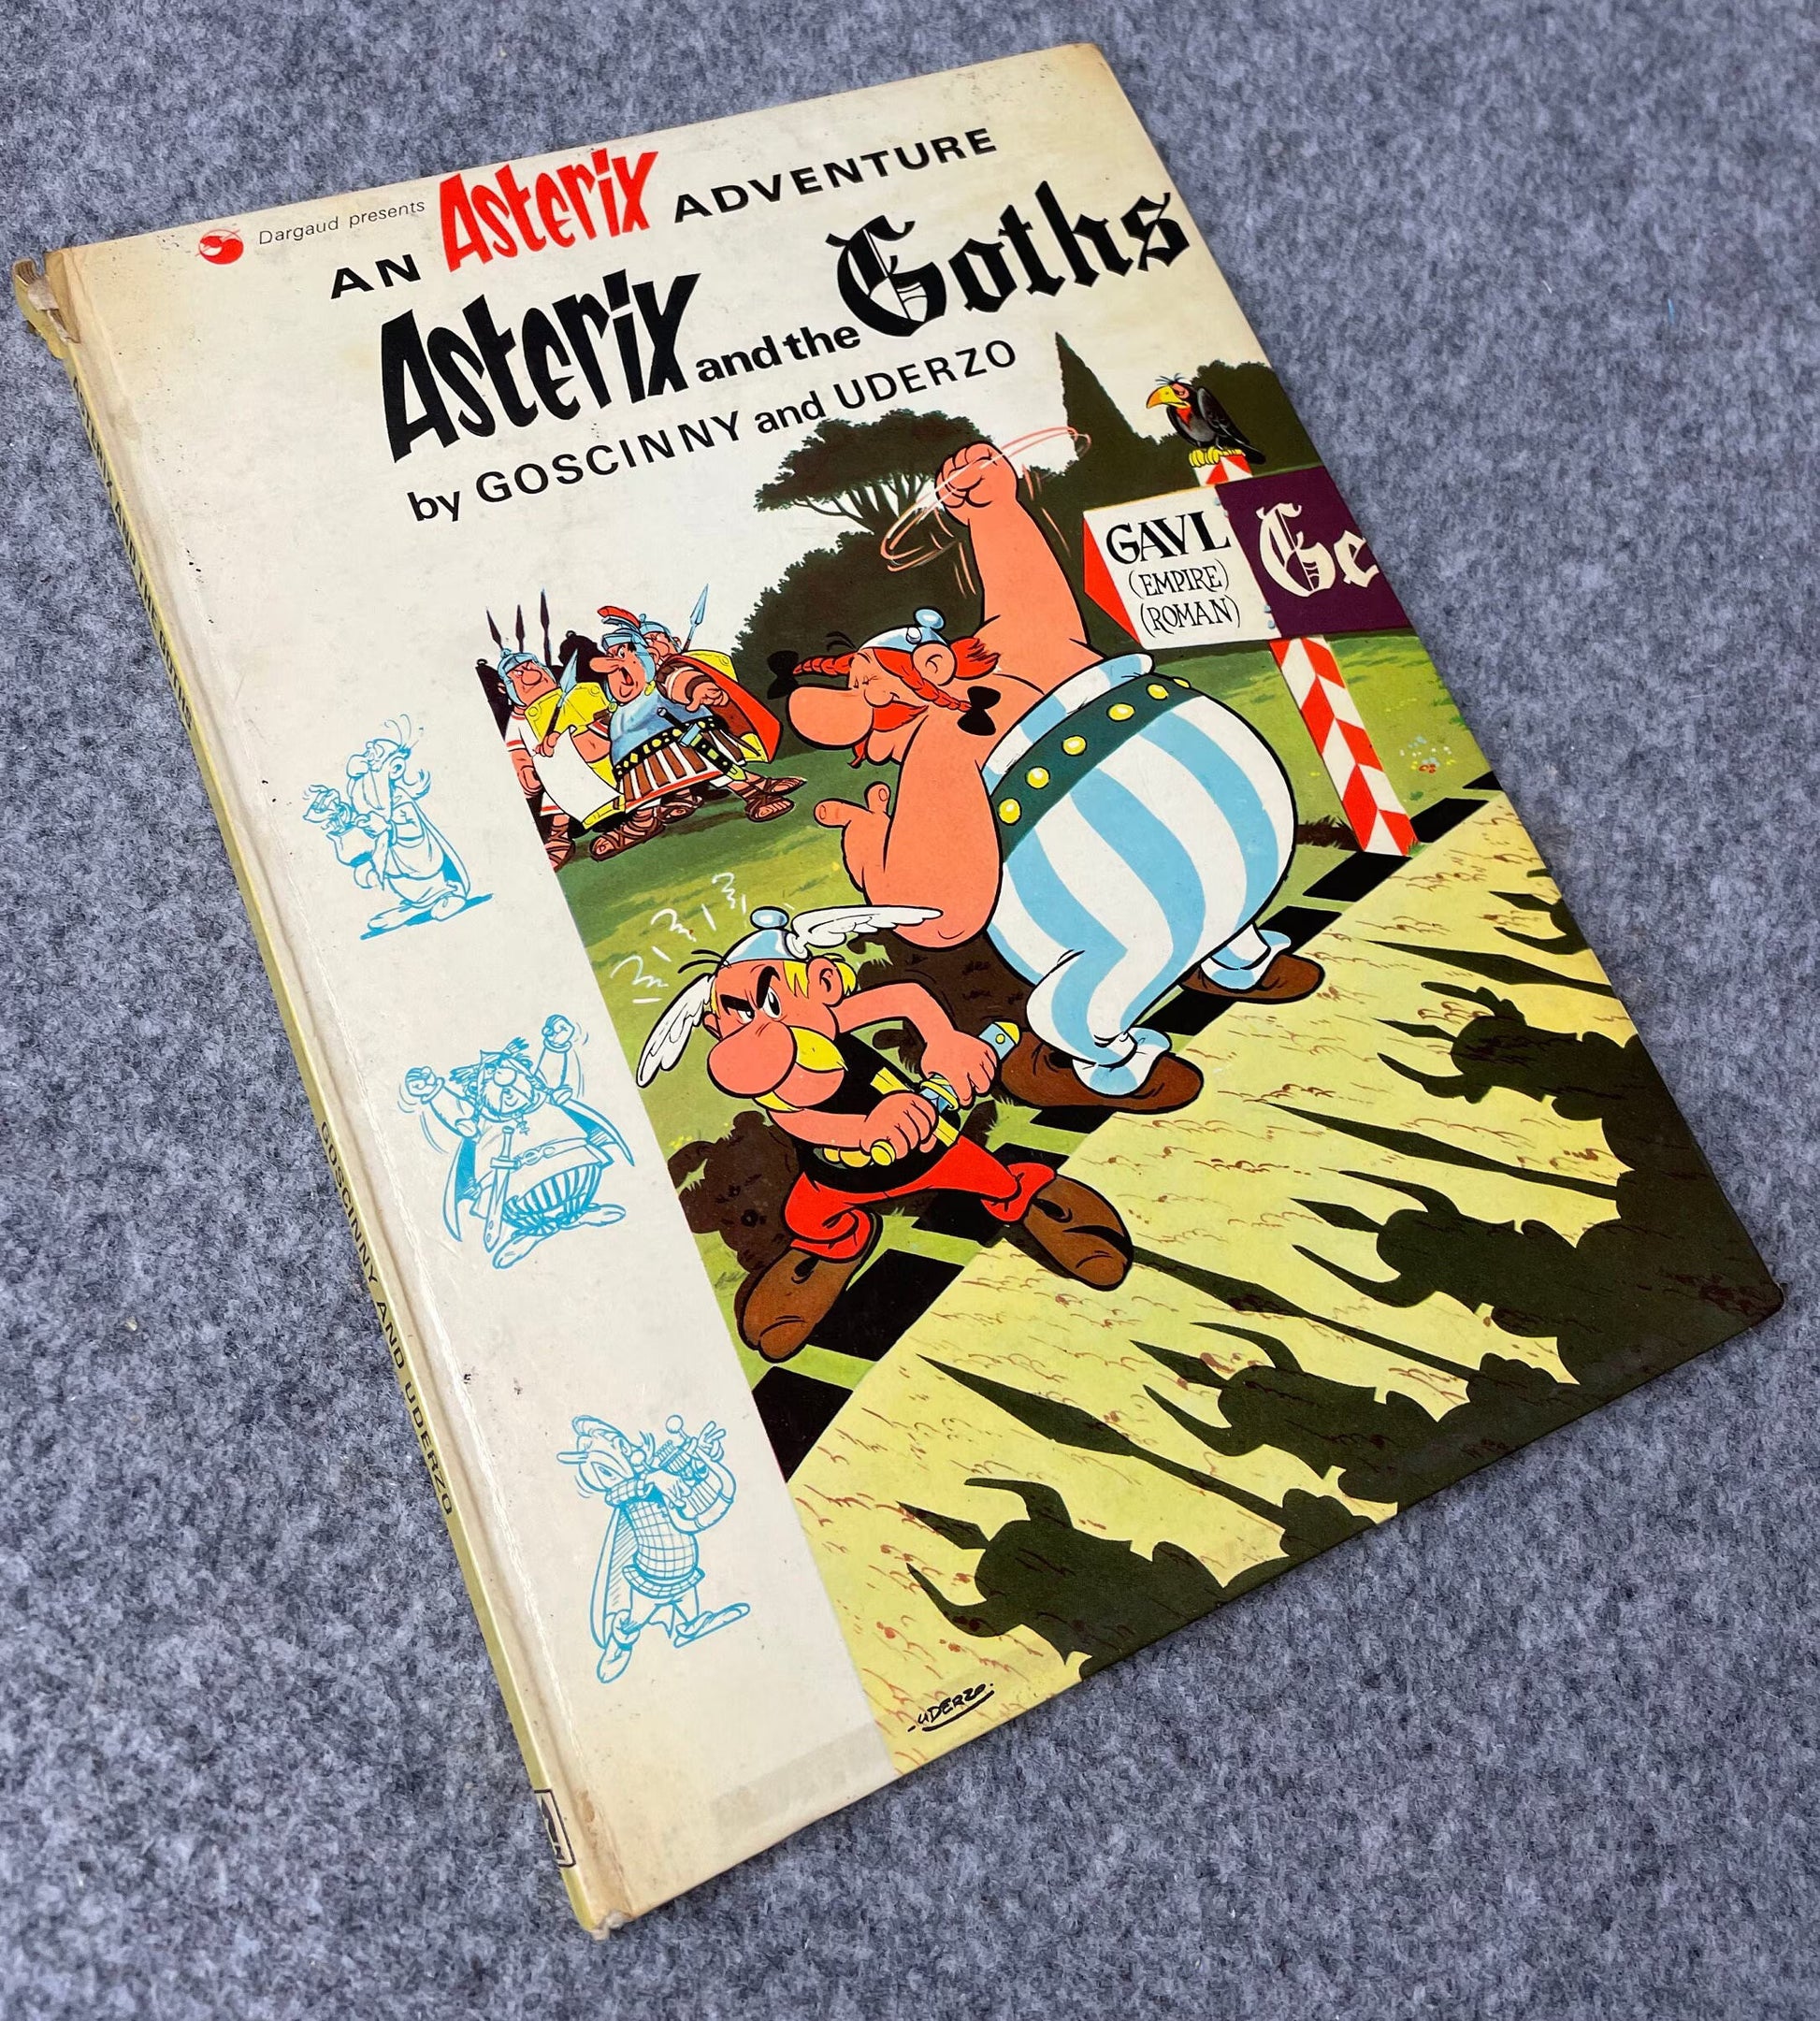 Dargaud presents
AN Asterix ADVENTURE
Asterix and the Goths
by GOSCINNY and UDERZO
GAVL
(EMPIRE)
(ROMAN)
Ge
UDERZO.
GOSCINNY AND UDERZO